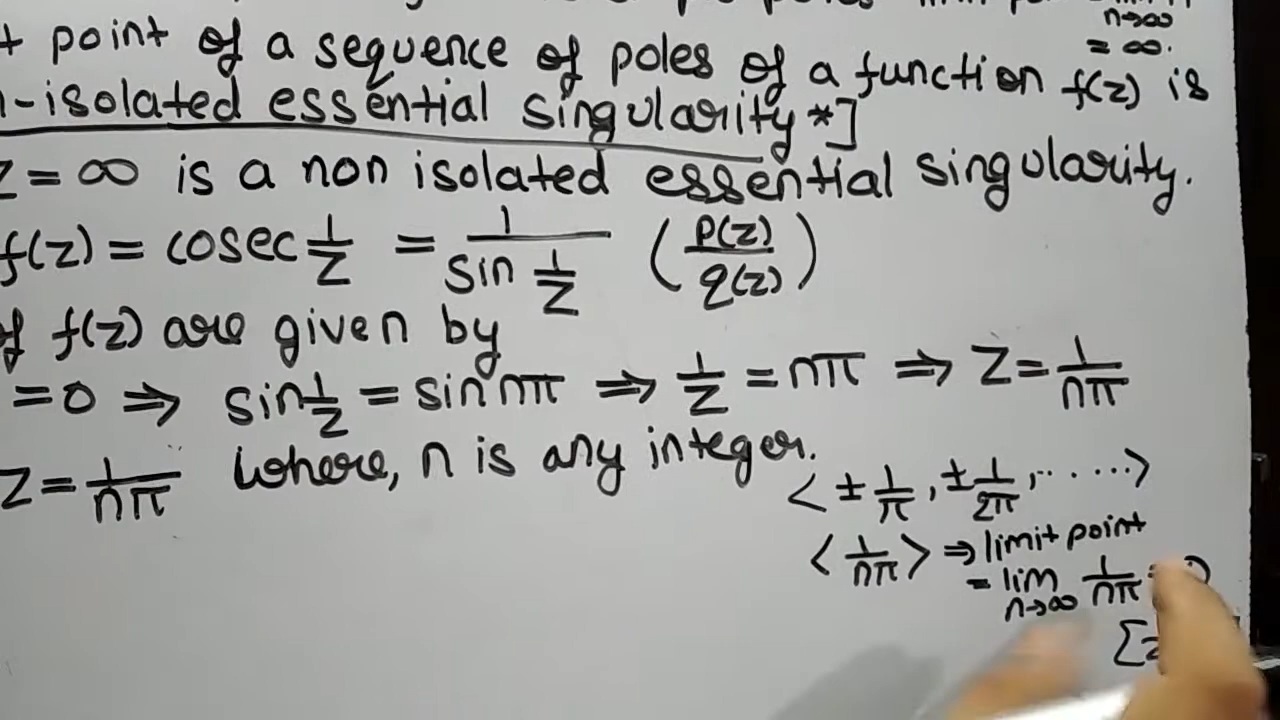 n→∞
= ∞.
t point of a sequence of poles of a function f(z) is
-isolated essential singularity*]
z = ∞ is a non isolated essential singularity.
f(z) = cosec 1/z = 1/(sin 1/z) (p(z)/q(z))
of f(z) are given by
= 0 ⇒ sin 1/z = sin nπ ⇒ 1/z = nπ ⇒ z = 1/nπ
z = 1/nπ where, n is any integer.
< ± 1/π, ± 1/2π, ......>
< 1/nπ > ⇒ limit point
= lim n→∞ 1/nπ
[z